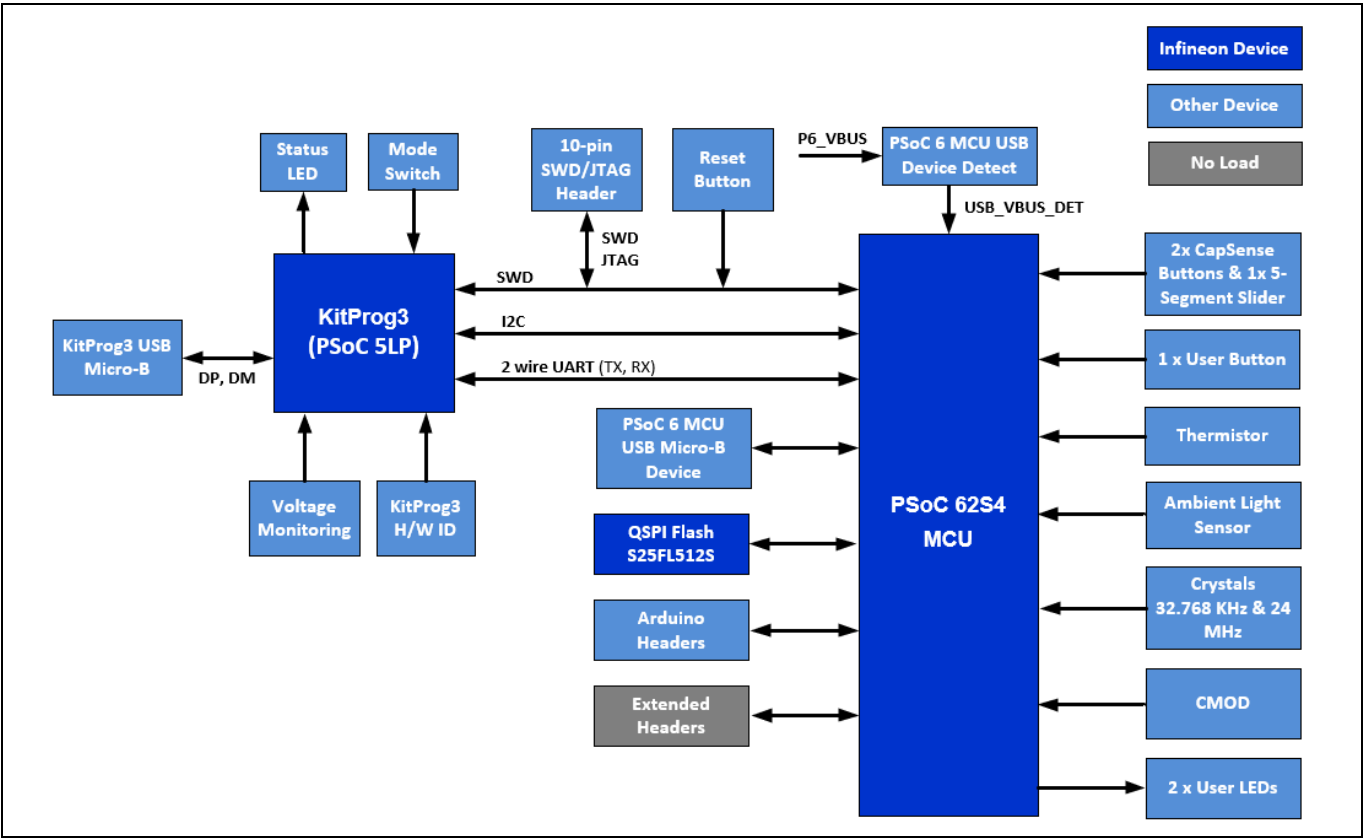 Infineon Device
Other Device
No Load
Status
LED
Mode
Switch
10-pin
SWD/JTAG
Header
Reset
Button
P6_VBUS
PSoC 6 MCU USB
Device Detect
USB_VBUS_DET
SWD
JTAG
SWD
I2C
2 wire UART (TX, RX)
KitProg3
(PSoC 5LP)
KitProg3 USB
Micro-B
DP, DM
Voltage
Monitoring
KitProg3
H/W ID
PSoC 6 MCU
USB Micro-B
Device
QSPI Flash
S25FL512S
Arduino
Headers
Extended
Headers
PSoC 62S4
MCU
2x CapSense
Buttons & 1x 5-
Segment Slider
1 x User Button
Thermistor
Ambient Light
Sensor
Crystals
32.768 KHz & 24
MHz
CMOD
2 x User LEDs